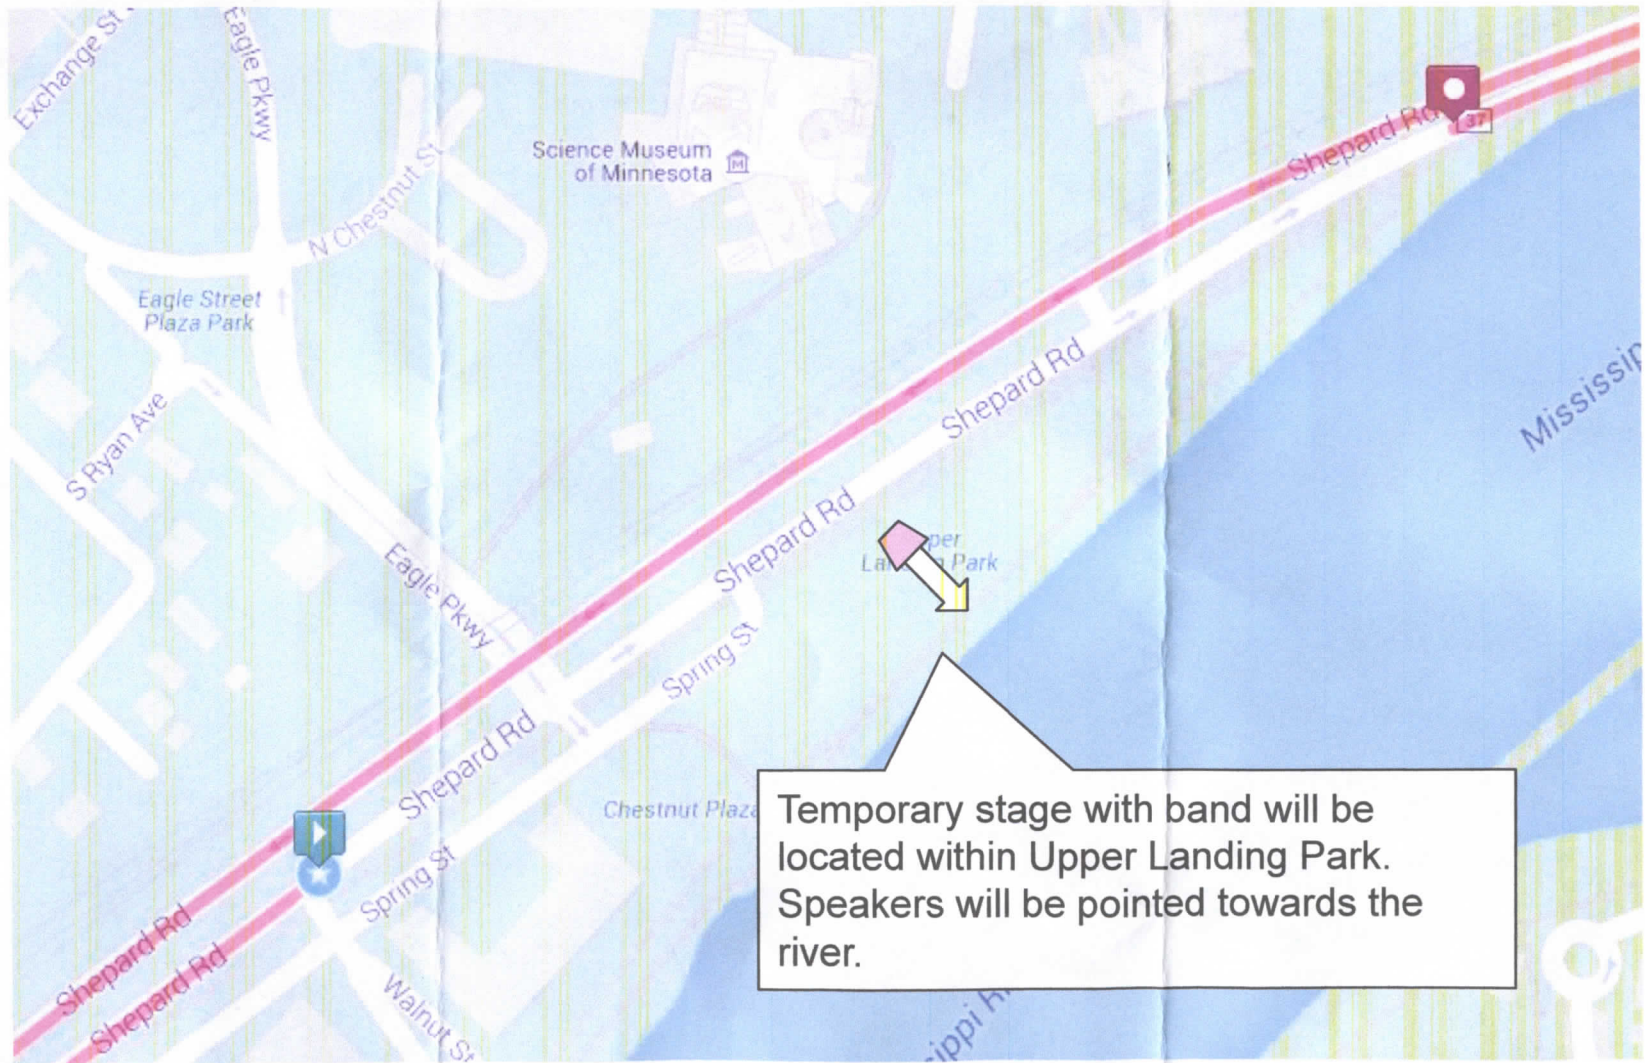 Exchange St
Eagle Pkwy
N Chestnut St
Science Museum
of Minnesota
M
Shepard Rd
37
Eagle Street
Plaza Park
S Ryan Ave
Shepard Rd
Mississip
Shepard Rd
per
Park
Eagle Pkwy
Spring St
Shepard Rd
Chestnut Plaza
Temporary stage with band will be
located within Upper Landing Park.
Speakers will be pointed towards the
river.
Spring St
Shepard Rd
Shepard Rd
Walnut St
sippi